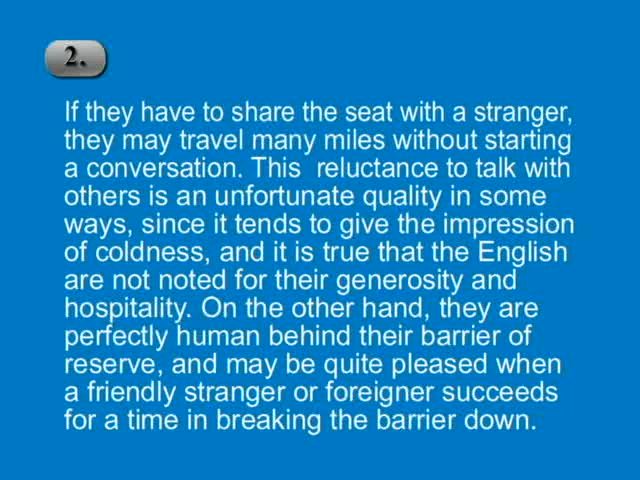 2.
If they have to share the seat with a stranger,
they may travel many miles without starting
a conversation. This  reluctance to talk with
others is an unfortunate quality in some
ways, since it tends to give the impression
of coldness, and it is true that the English
are not noted for their generosity and
hospitality. On the other hand, they are
perfectly human behind their barrier of
reserve, and may be quite pleased when
a friendly stranger or foreigner succeeds
for a time in breaking the barrier down.